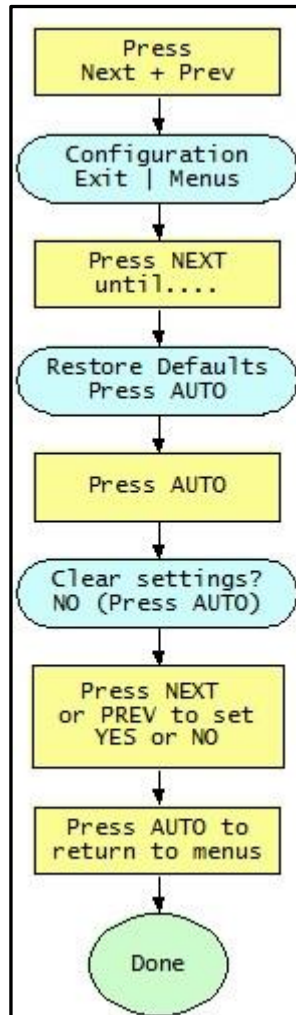 Press
Next + Prev
Configuration
Exit | Menus
Press NEXT
until....
Restore Defaults
Press AUTO
Press AUTO
Clear settings?
NO (Press AUTO)
Press NEXT
or PREV to set
YES or NO
Press AUTO to
return to menus
Done